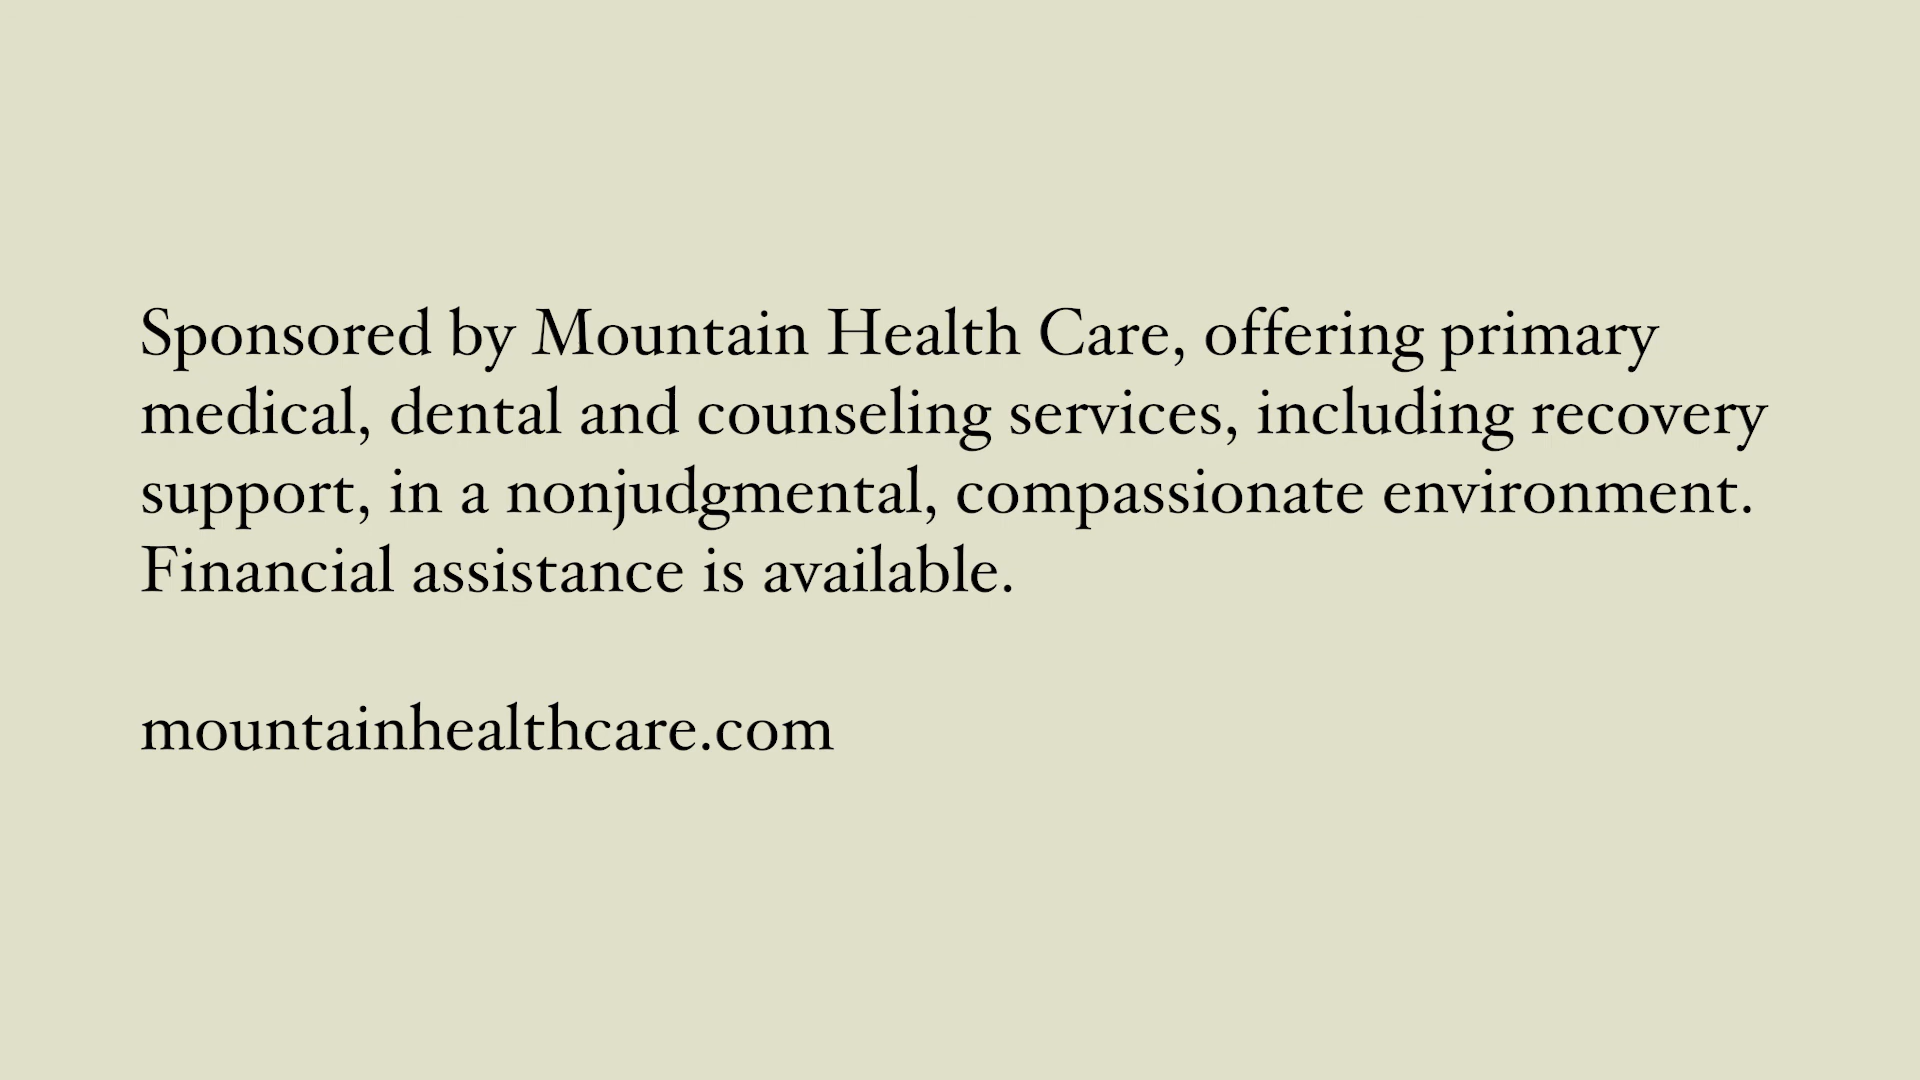 Sponsored by Mountain Health Care, offering primary
medical, dental and counseling services, including recovery
support, in a nonjudgmental, compassionate environment.
Financial assistance is available.
mountainhealthcare.com